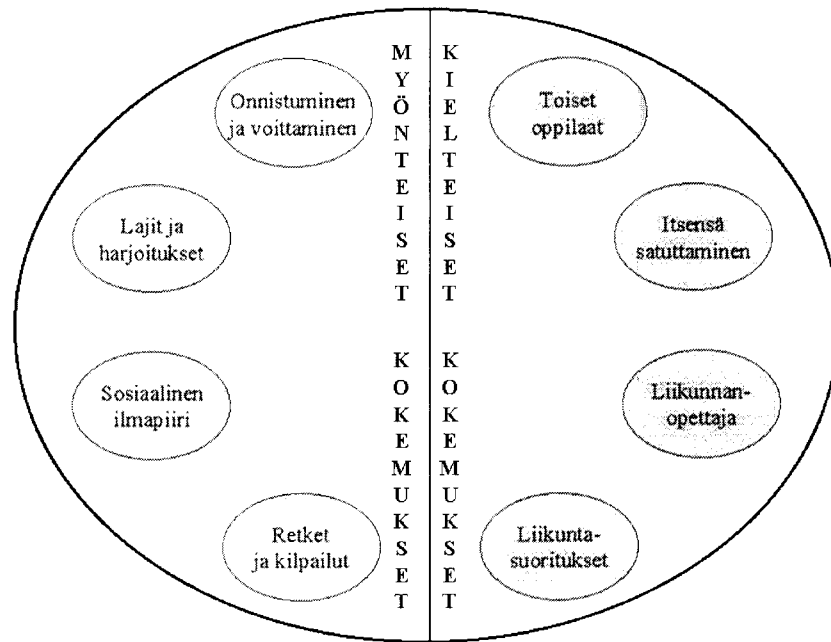 MYÖNTEISET KOKEMUKSET
KIELTEISET KOKEMUKSET
Onnistuminen
ja voittaminen
Lajit ja
harjoitukset
Sosiaalinen
ilmapiiri
Retket
ja kilpailut
Toiset
oppilaat
Itsensä
satuttaminen
Liikunnan-
opettaja
Liikunta-
suoritukset